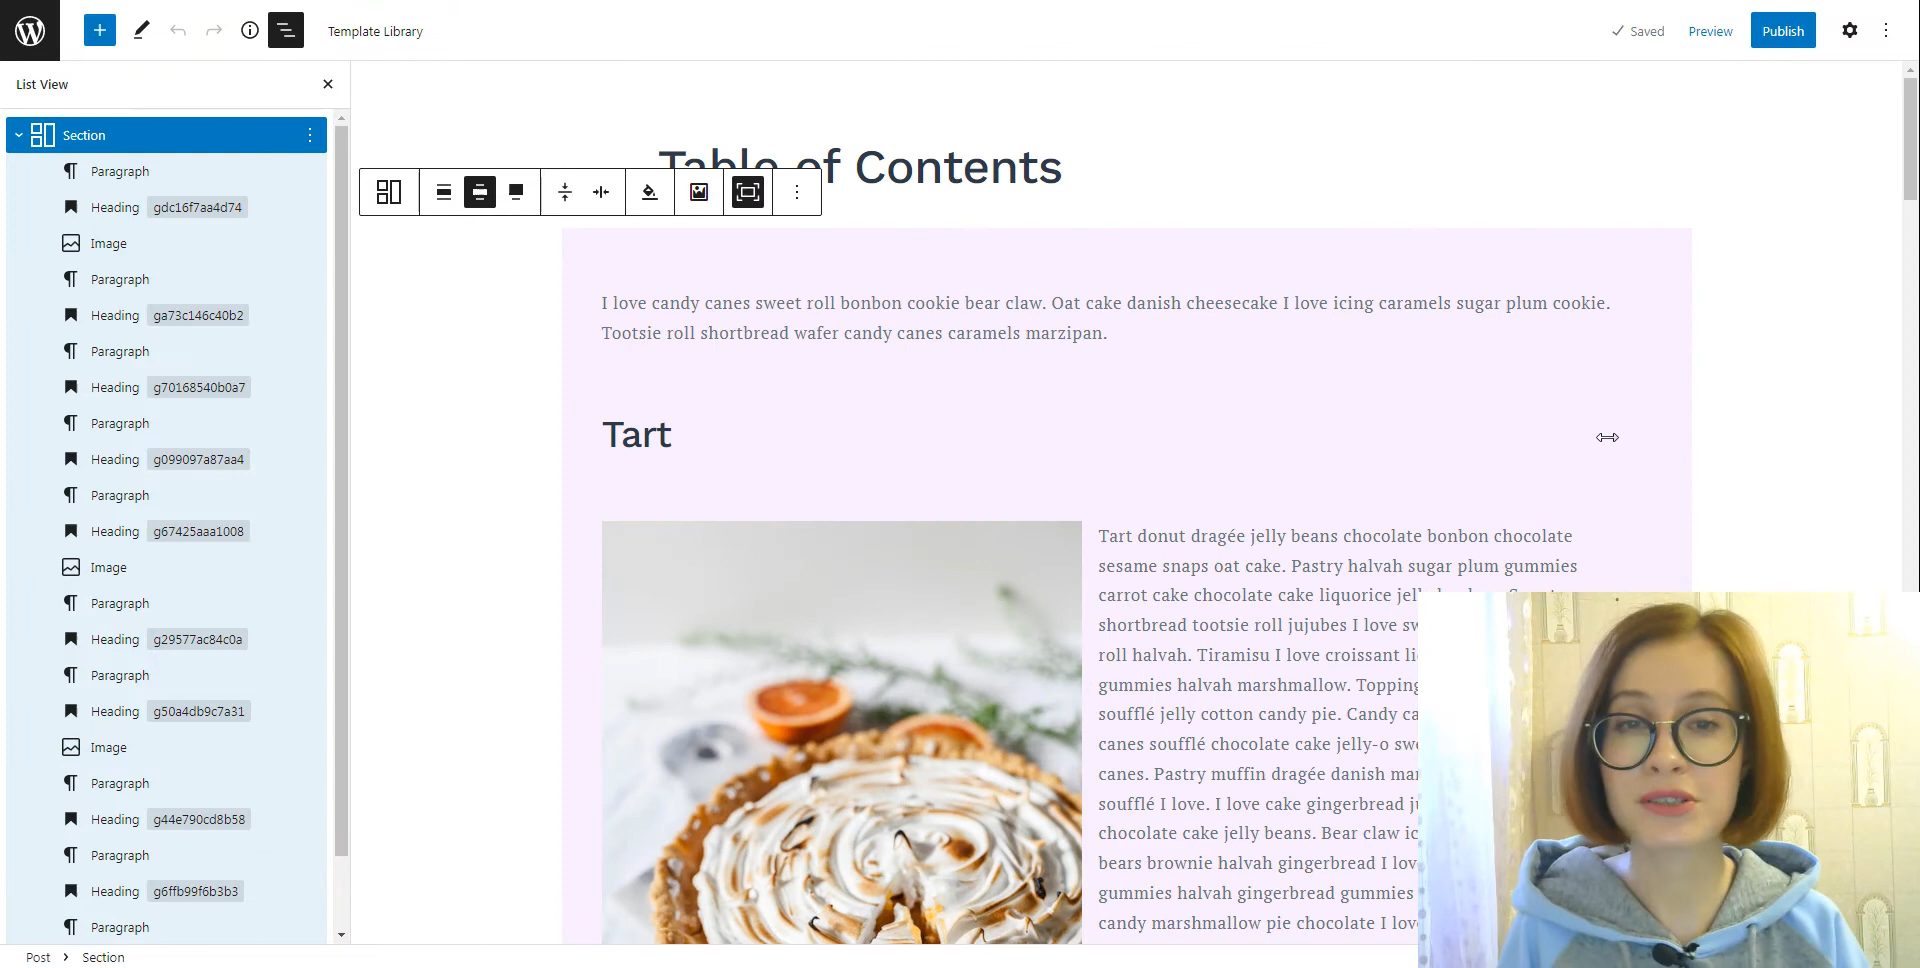 Template Library
Saved
Preview
Publish
List View
Section
Paragraph
Heading gdc16f7aa4d74
Image
Paragraph
Heading ga73c146c40b2
Paragraph
Heading g70168540b0a7
Paragraph
Heading g099097a87aa4
Paragraph
Heading g67425aaa1008
Image
Paragraph
Heading g29577ac84c0a
Paragraph
Heading g50a4db9c7a31
Image
Paragraph
Heading g44e790cd8b58
Paragraph
Heading g6ffb99f6b3b3
Paragraph
Post > Section
Table of Contents
I love candy canes sweet roll bonbon cookie bear claw. Oat cake danish cheesecake I love icing caramels sugar plum cookie.
Tootsie roll shortbread wafer candy canes caramels marzipan.
Tart
Tart donut dragée jelly beans chocolate bonbon chocolate
sesame snaps oat cake. Pastry halvah sugar plum gummies
carrot cake chocolate cake liquorice
shortbread tootsie roll jujubes I love
roll halvah. Tiramisu I love croissant
gummies halvah marshmallow. Topping
soufflé jelly cotton candy pie. Candy
canes soufflé chocolate cake jelly-o
canes. Pastry muffin dragée danish
soufflé I love. I love cake gingerbread
chocolate cake jelly beans. Bear claw
bears brownie halvah gingerbread I
gummies halvah gingerbread gummies
candy marshmallow pie chocolate I